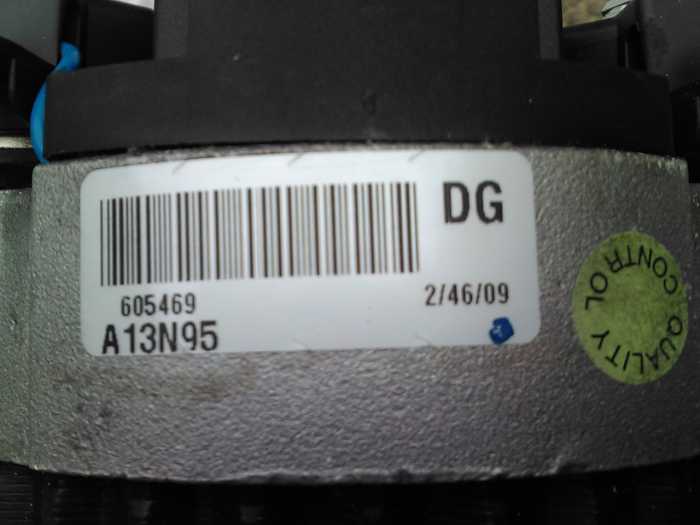 DG
605469
2/46/09
A13N95
QUALITY CONTROL